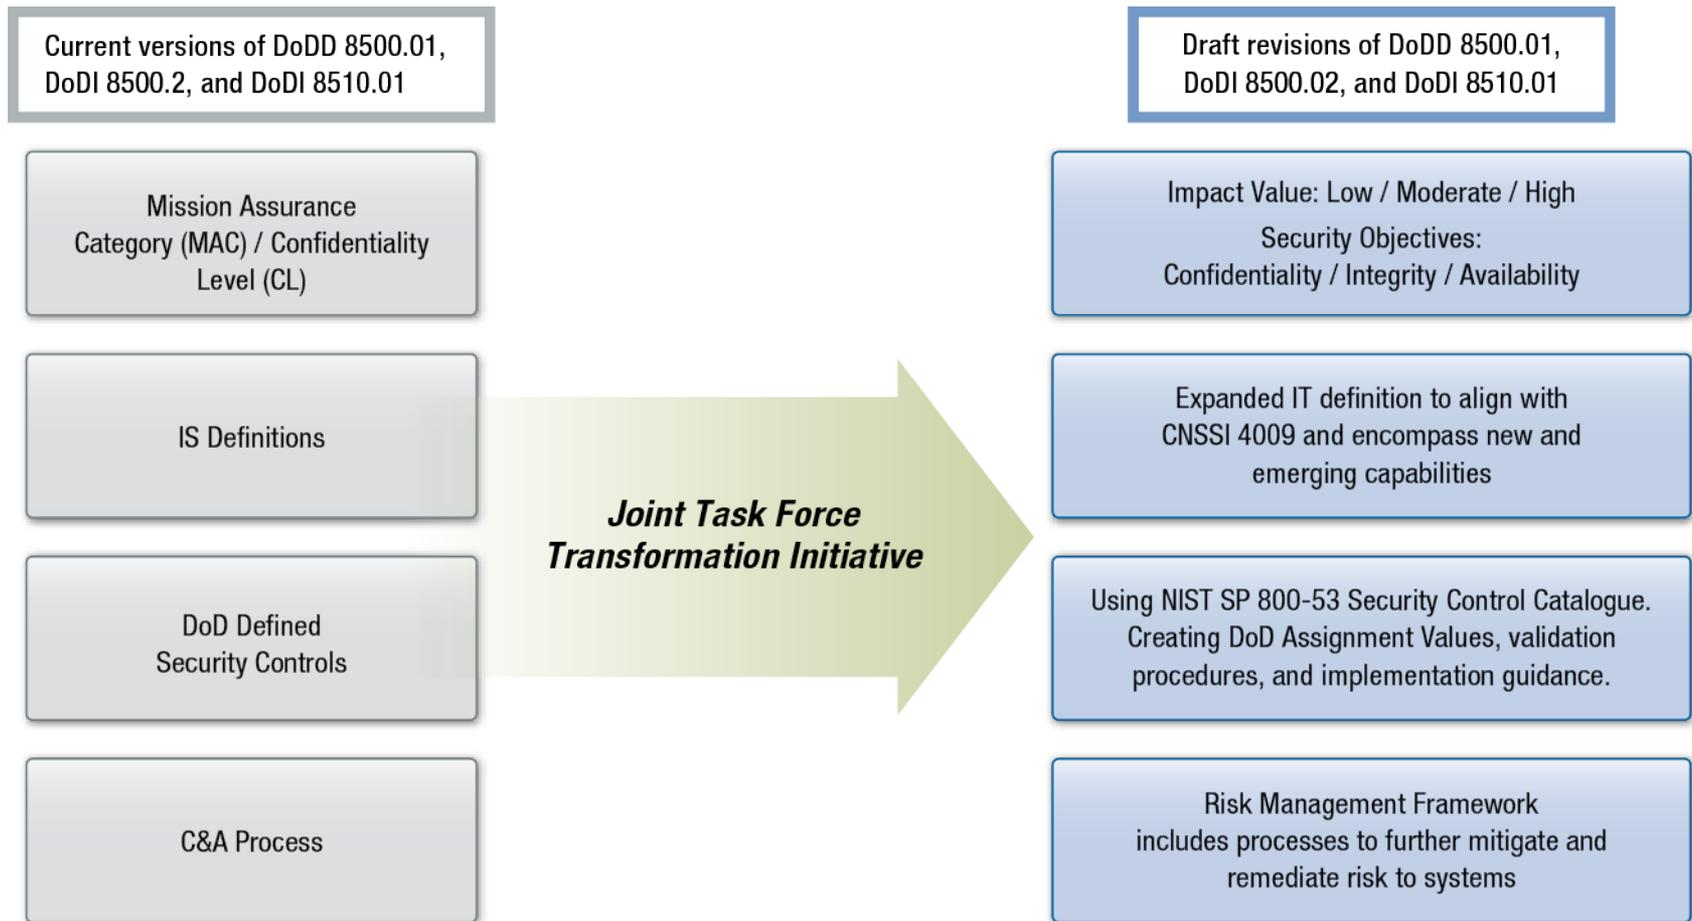 Current versions of DoDD 8500.01,
DoDI 8500.2, and DoDI 8510.01
Draft revisions of DoDD 8500.01,
DoDI 8500.02, and DoDI 8510.01
Mission Assurance
Category (MAC) / Confidentiality
Level (CL)
Impact Value: Low / Moderate / High
Security Objectives:
Confidentiality / Integrity / Availability
IS Definitions
Expanded IT definition to align with
CNSSI 4009 and encompass new and
emerging capabilities
Joint Task Force
Transformation Initiative
DoD Defined
Security Controls
Using NIST SP 800-53 Security Control Catalogue.
Creating DoD Assignment Values, validation
procedures, and implementation guidance.
C&A Process
Risk Management Framework
includes processes to further mitigate and
remediate risk to systems